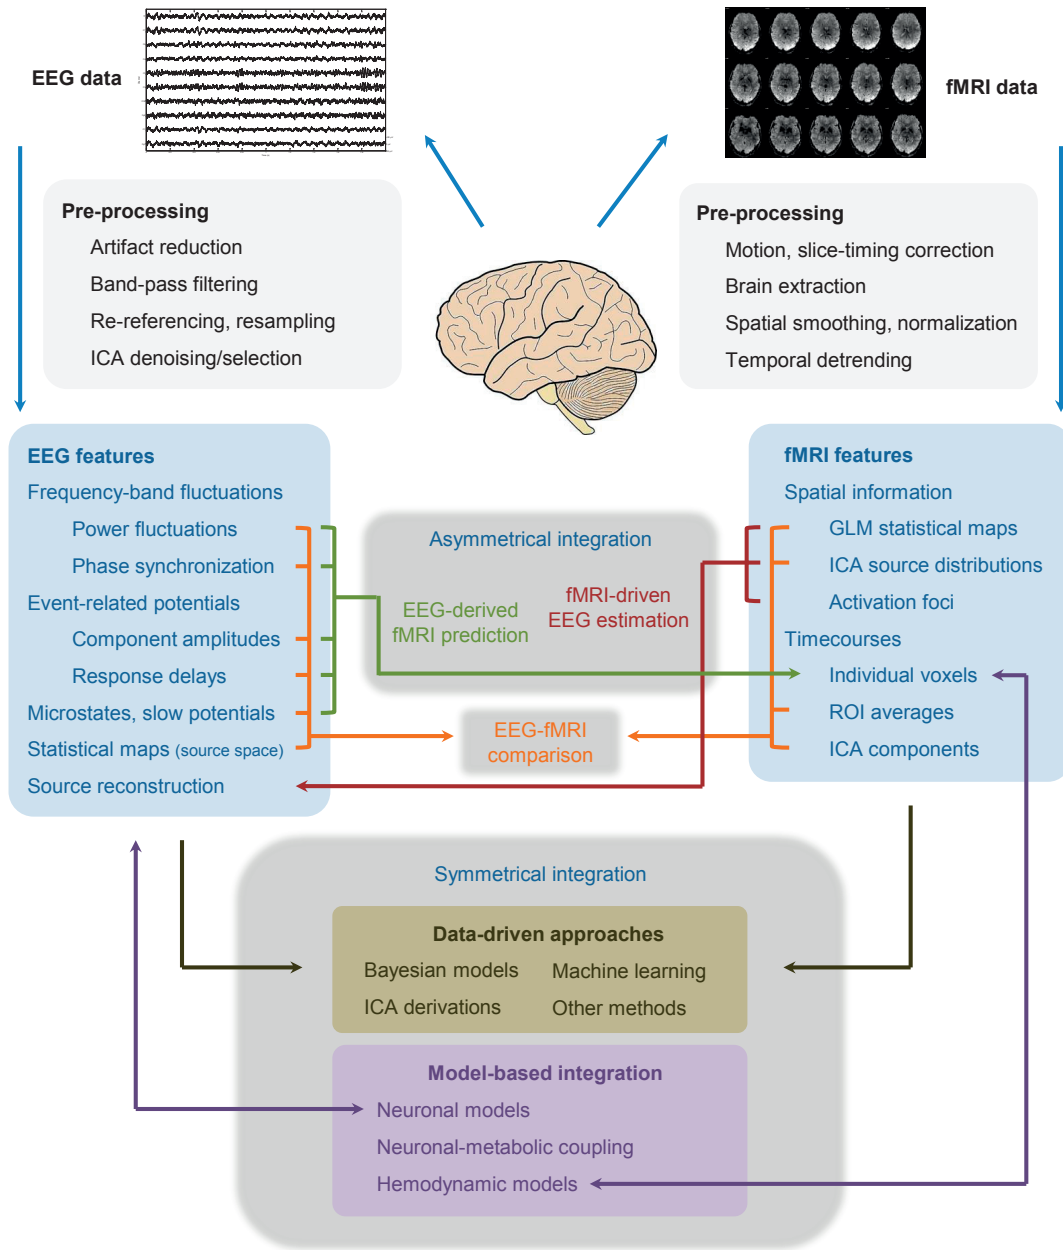 EEG data
fMRI data
Pre-processing
Artifact reduction
Band-pass filtering
Re-referencing, resampling
ICA denoising/selection
Pre-processing
Motion, slice-timing correction
Brain extraction
Spatial smoothing, normalization
Temporal detrending
EEG features
Frequency-band fluctuations
Power fluctuations
Phase synchronization
Event-related potentials
Component amplitudes
Response delays
Microstates, slow potentials
Statistical maps (source space)
Source reconstruction
Asymmetrical integration
EEG-derived
fMRI prediction
fMRI-driven
EEG estimation
EEG-fMRI
comparison
fMRI features
Spatial information
GLM statistical maps
ICA source distributions
Activation foci
Timecourses
Individual voxels
ROI averages
ICA components
Symmetrical integration
Data-driven approaches
Bayesian models
Machine learning
ICA derivations
Other methods
Model-based integration
Neuronal models
Neuronal-metabolic coupling
Hemodynamic models